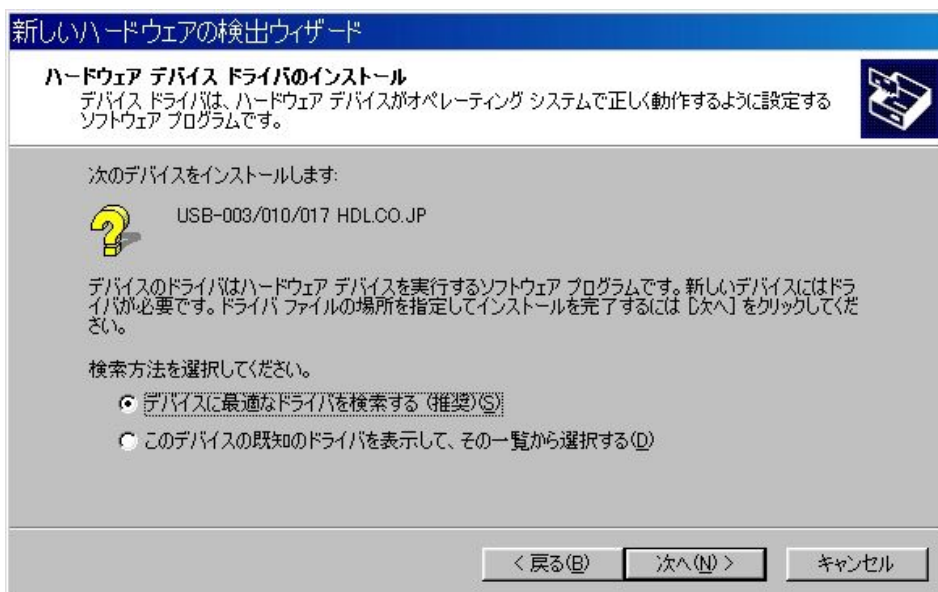 新しいハードウェアの検出ウィザード
ハードウェア デバイス ドライバのインストール
デバイス ドライバは、ハードウェア デバイスがオペレーティング システムで正しく動作するように設定する
ソフトウェア プログラムです。
次のデバイスをインストールします:
USB-003/010/017 HDL.CO.JP
デバイスのドライバはハードウェア デバイスを実行するソフトウェア プログラムです。新しいデバイスにはドラ
イバが必要です。ドライバ ファイルの場所を指定してインストールを完了するには [次へ] をクリックしてくだ
さい。
検索方法を選択してください。
デバイスに最適なドライバを検索する (推奨)(S)
このデバイスの既知のドライバを表示して、その一覧から選択する(D)
< 戻る(B) 次へ(N) > キャンセル